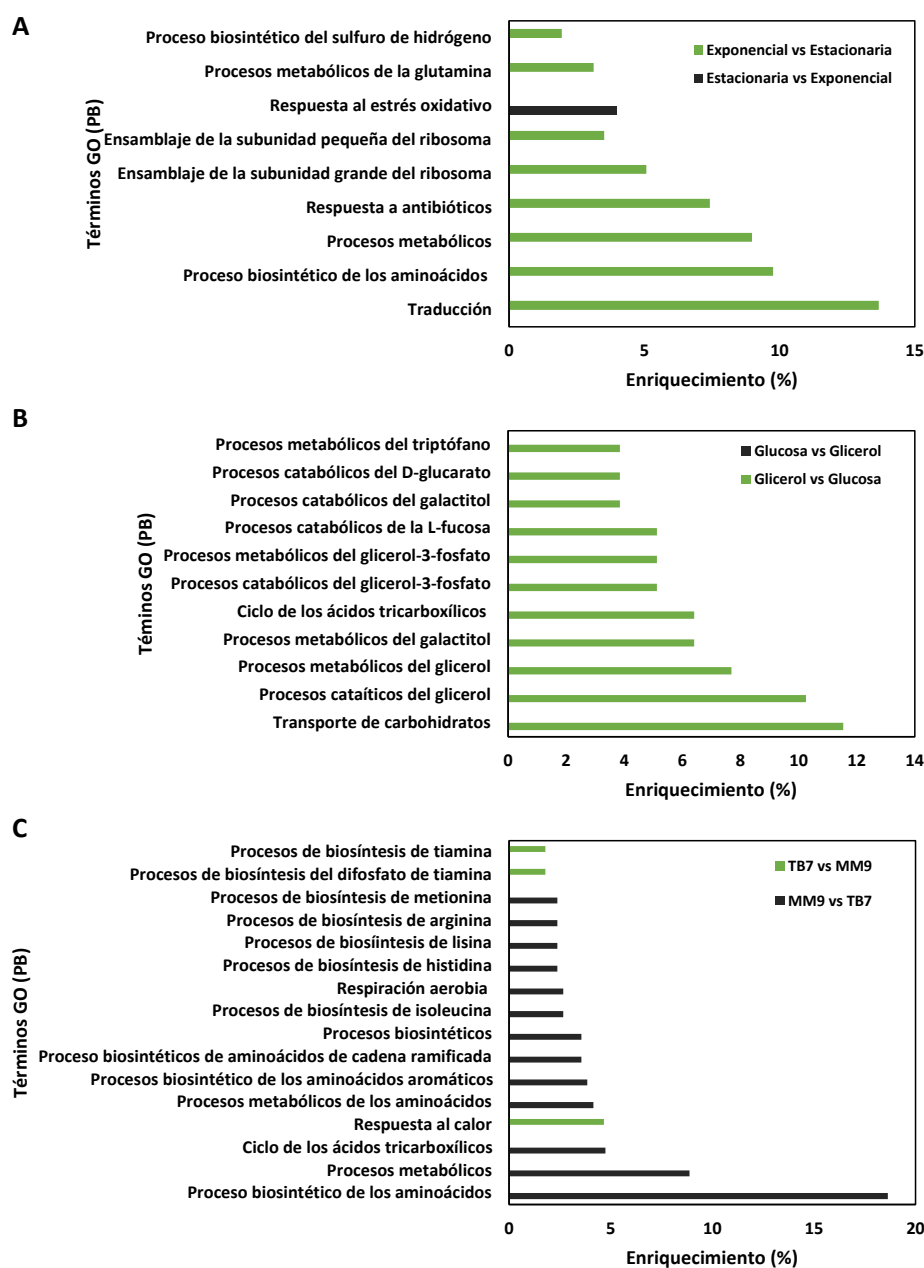 A
Términos GO (PB)
Proceso biosintético del sulfuro de hidrógeno
Procesos metabólicos de la glutamina
Respuesta al estrés oxidativo
Ensamblaje de la subunidad pequeña del ribosoma
Ensamblaje de la subunidad grande del ribosoma
Respuesta a antibióticos
Procesos metabólicos
Proceso biosintético de los aminoácidos
Traducción
Exponencial vs Estacionaria
Estacionaria vs Exponencial
0 5 10 15
Enriquecimiento (%)
B
Téminos GO (PB)
Procesos metabólicos del triptófano
Procesos catabólicos del D-glucarato
Procesos catabólicos del galactitol
Procesos catabólicos de la L-fucosa
Procesos metabólicos del glicerol-3-fosfato
Procesos catabólicos del glicerol-3-fosfato
Ciclo de los ácidos tricarboxílicos
Procesos metabólicos del galactitol
Procesos metabólicos del glicerol
Procesos cataíticos del glicerol
Transporte de carbohidratos
Glucosa vs Glicerol
Glicerol vs Glucosa
0 2 4 6 8 10 12 14
Enriquecimiento (%)
C
Términos GO (PB)
Procesos de biosíntesis de tiamina
Procesos de biosíntesis del difosfato de tiamina
Procesos de biosíntesis de metionina
Procesos de biosíntesis de arginina
Procesos de biosíintesis de lisina
Procesos de biosíntesis de histidina
Respiración aerobia
Procesos de biosíntesis de isoleucina
Procesos biosintéticos
Proceso biosintéticos de aminoácidos de cadena ramificada
Procesos biosintético de los aminoácidos aromáticos
Procesos metabólicos de los aminoácidos
Respuesta al calor
Ciclo de los ácidos tricarboxílicos
Procesos metabólicos
Proceso biosintético de los aminoácidos
TB7 vs MM9
MM9 vs TB7
0 5 10 15 20
Enriquecimiento (%)